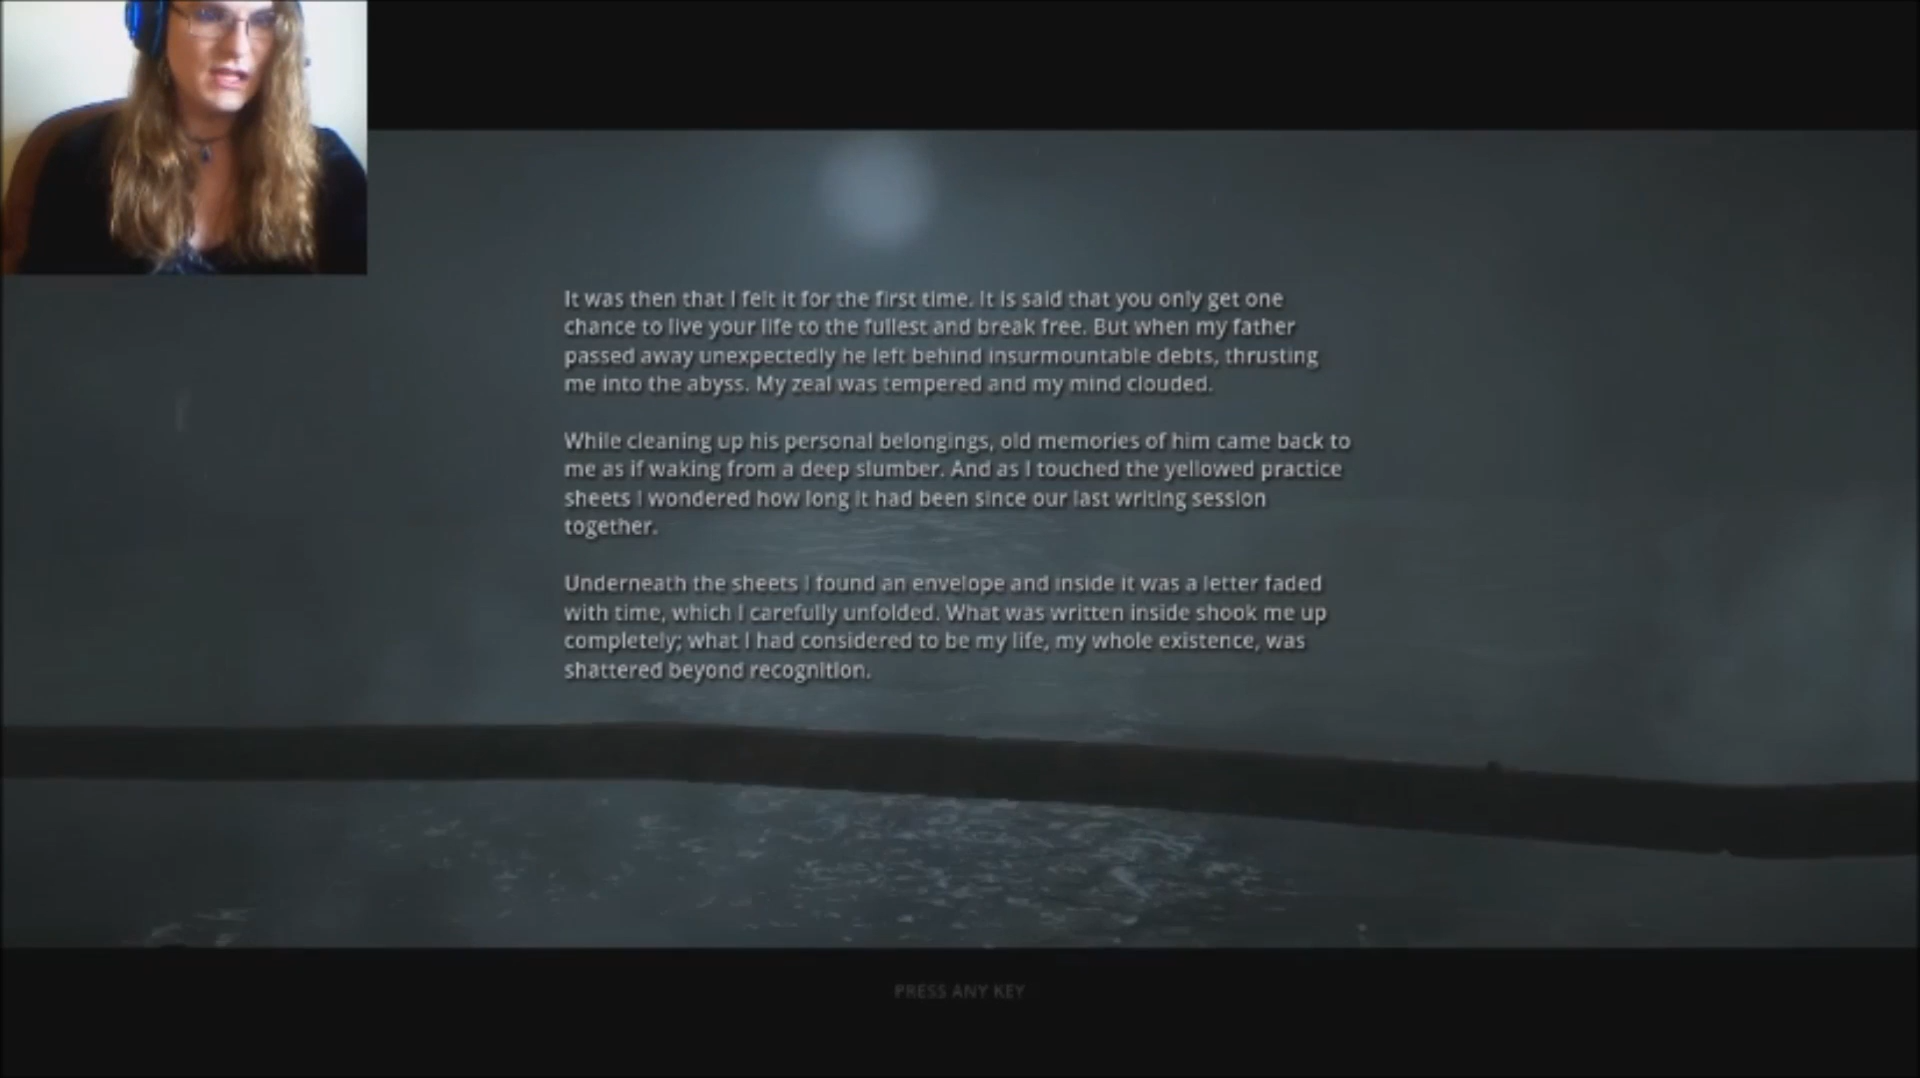 It was then that I felt it for the first time. It is said that you only get one
chance to live your life to the fullest and break free. But when my father
passed away unexpectedly he left behind insurmountable debts, thrusting
me into the abyss. My zeal was tempered and my mind clouded.
While cleaning up his personal belongings, old memories of him came back to
me as if waking from a deep slumber. And as I touched the yellowed practice
sheets I wondered how long it had been since our last writing session
together.
Underneath the sheets I found an envelope and inside it was a letter faded
with time, which I carefully unfolded. What was written inside shook me up
completely; what I had considered to be my life, my whole existence, was
shattered beyond recognition.
PRESS ANY KEY